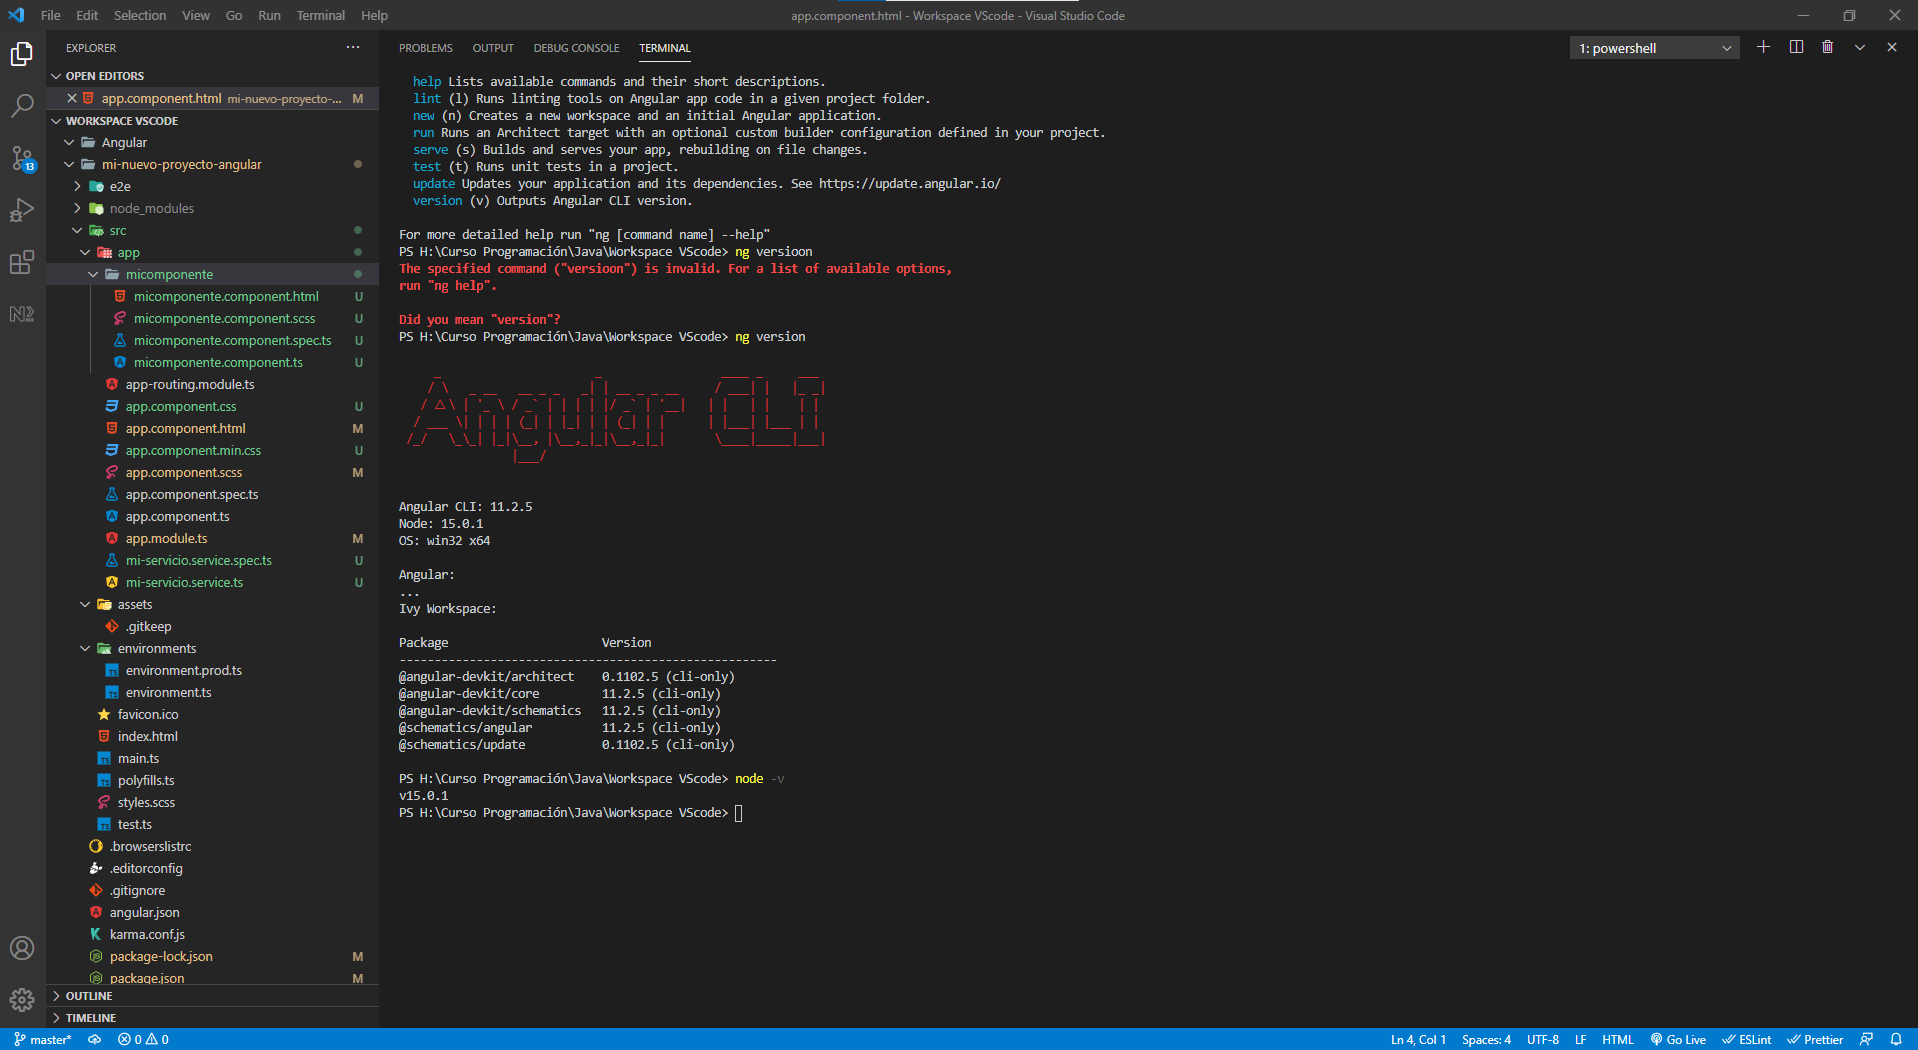 File Edit Selection View Go Run Terminal Help
app.component.html - Workspace VScode - Visual Studio Code
EXPLORER
OPEN EDITORS
app.component.html mi-nuevo-proyecto-... M
WORKSPACE VSCODE
Angular
mi-nuevo-proyecto-angular
e2e
node_modules
src
app
micomponente
micomponente.component.html U
micomponente.component.scss U
micomponente.component.spec.ts U
micomponente.component.ts U
app-routing.module.ts
app.component.css U
app.component.html M
app.component.min.css U
app.component.scss M
app.component.spec.ts
app.component.ts
app.module.ts M
mi-servicio.service.spec.ts U
mi-servicio.service.ts U
assets
.gitkeep
environments
environment.prod.ts
environment.ts
favicon.ico
index.html
main.ts
polyfills.ts
styles.scss
test.ts
.browserslistrc
.editorconfig
.gitignore
angular.json
karma.conf.js
package-lock.json M
package.json M
OUTLINE
TIMELINE
13
PROBLEMS OUTPUT DEBUG CONSOLE TERMINAL
1: powershell
help Lists available commands and their short descriptions.
lint (l) Runs linting tools on Angular app code in a given project folder.
new (n) Creates a new workspace and an initial Angular application.
run Runs an Architect target with an optional custom builder configuration defined in your project.
serve (s) Builds and serves your app, rebuilding on file changes.
test (t) Runs unit tests in a project.
update Updates your application and its dependencies. See https://update.angular.io/
version (v) Outputs Angular CLI version.
For more detailed help run "ng [command name] --help"
PS H:\Curso Programación\Java\Workspace VScode> ng versioon
The specified command ("versioon") is invalid. For a list of available options,
run "ng help".
Did you mean "version"?
PS H:\Curso Programación\Java\Workspace VScode> ng version
Angular CLI
Angular CLI: 11.2.5
Node: 15.0.1
OS: win32 x64
Angular:
...
Ivy Workspace:
Package Version
------------------------------------------------------
@angular-devkit/architect 0.1102.5 (cli-only)
@angular-devkit/core 11.2.5 (cli-only)
@angular-devkit/schematics 11.2.5 (cli-only)
@schematics/angular 11.2.5 (cli-only)
@schematics/update 0.1102.5 (cli-only)
PS H:\Curso Programación\Java\Workspace VScode> node -v
v15.0.1
PS H:\Curso Programación\Java\Workspace VScode>
master* 0 0
Ln 4, Col 1 Spaces: 4 UTF-8 LF HTML Go Live ESLint Prettier